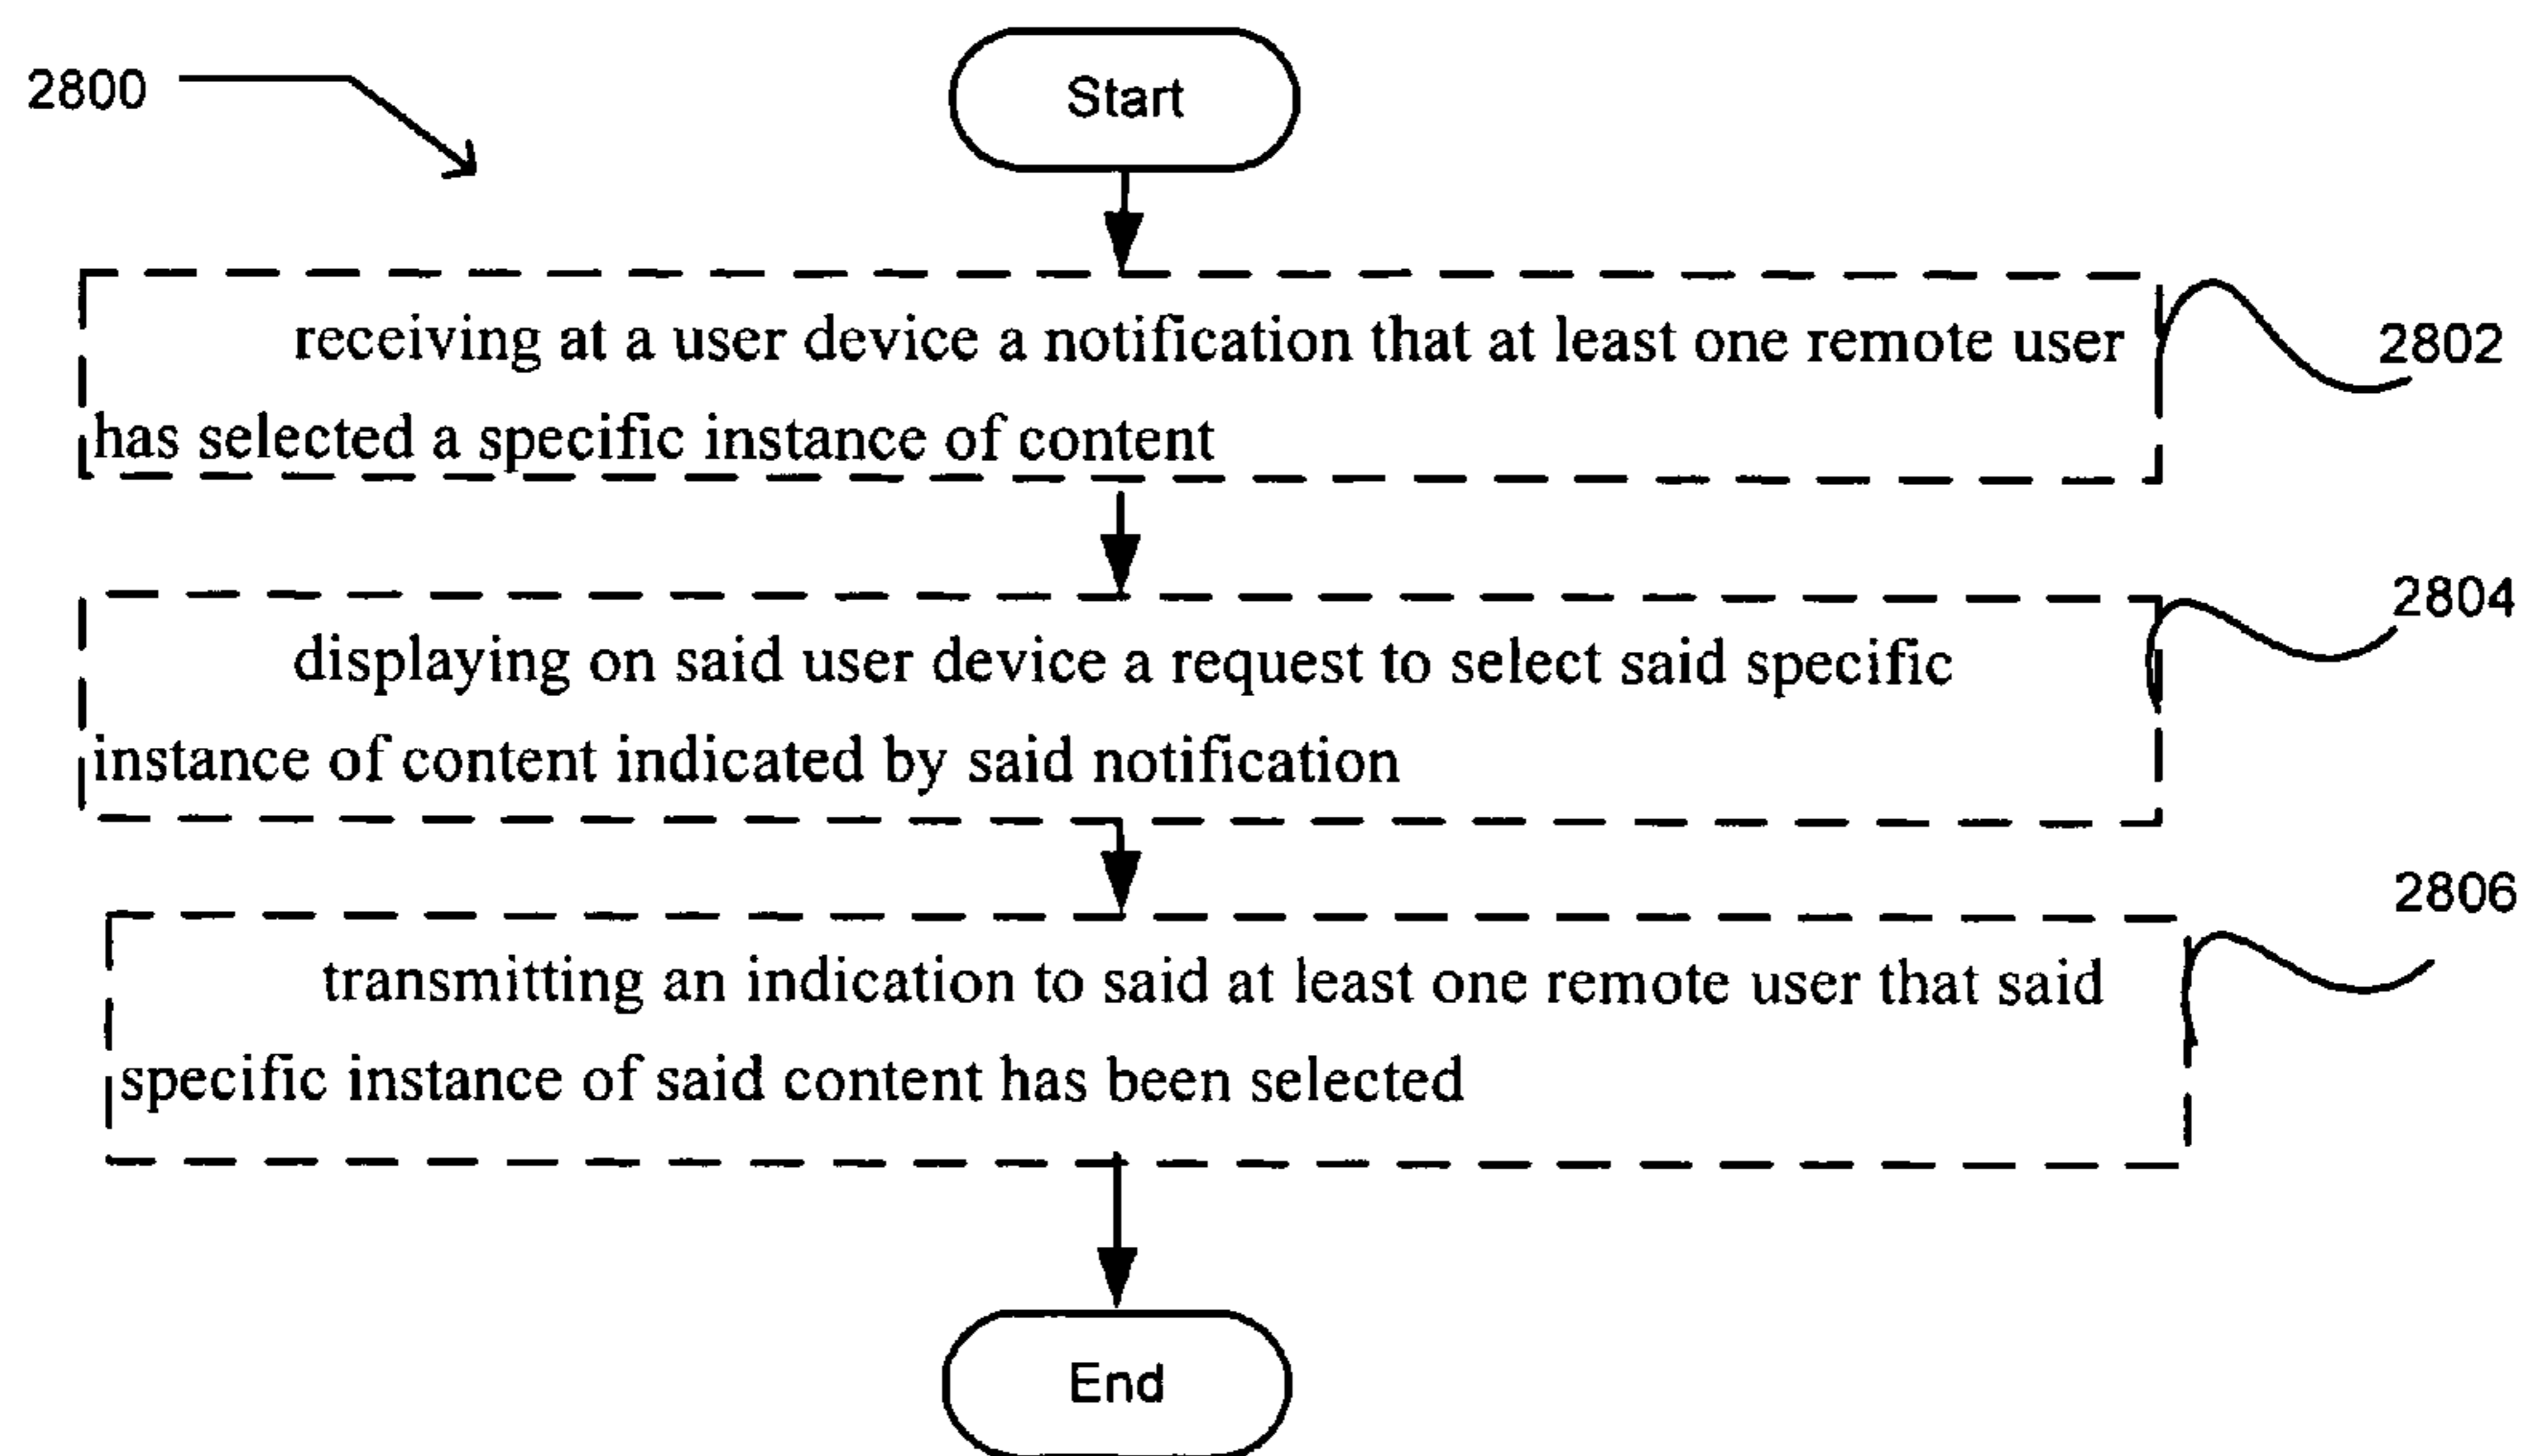 2800
Start
receiving at a user device a notification that at least one remote user
has selected a specific instance of content
2802
displaying on said user device a request to select said specific
instance of content indicated by said notification
2804
transmitting an indication to said at least one remote user that said
specific instance of said content has been selected
2806
End